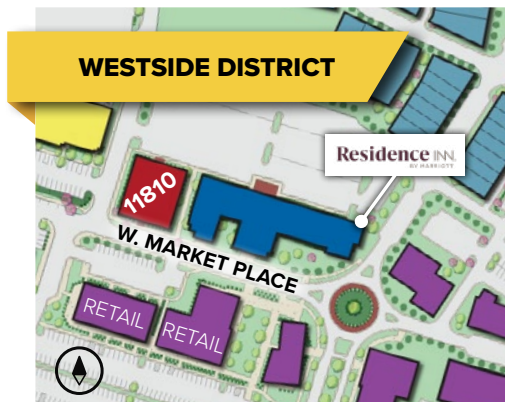 WESTSIDE DISTRICT
Residence INN.
BY MARRIOTT
11810
W. MARKET PLACE
RETAIL
RETAIL